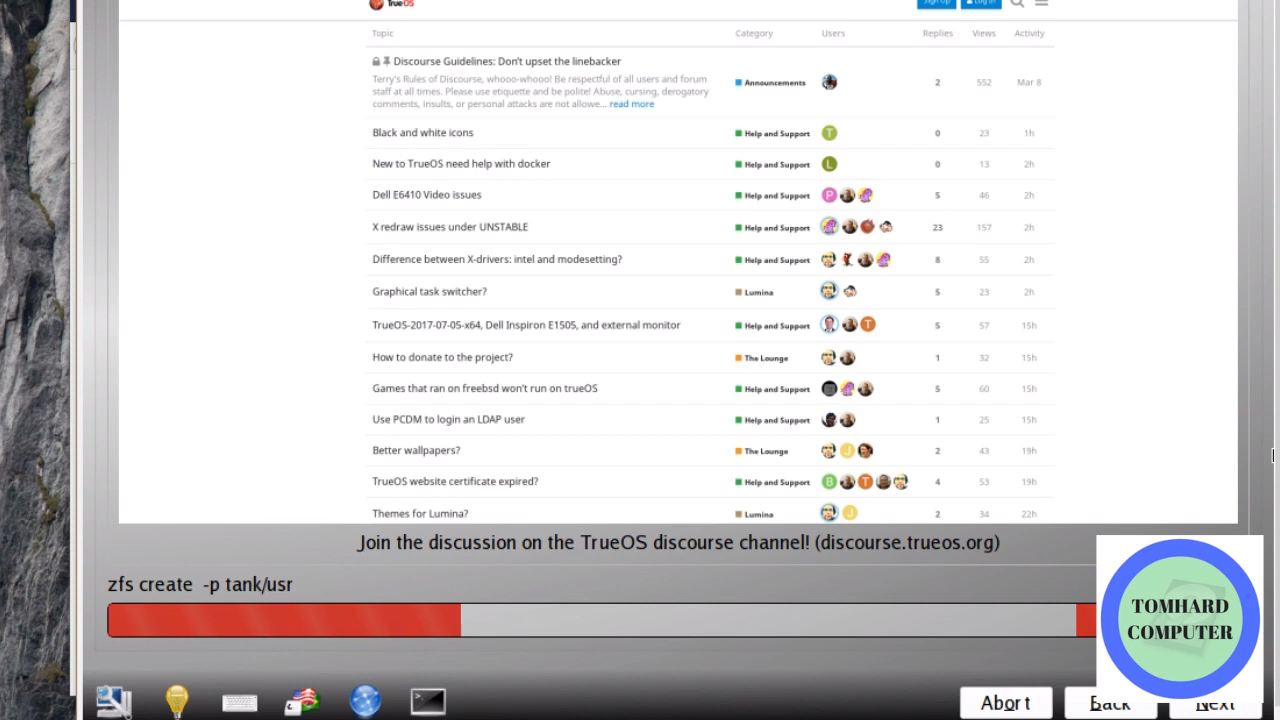 TrueOS
Sign Up Log In
Topic Category Users Replies Views Activity
Discourse Guidelines: Don't upset the linebacker
Terry's Rules of Discourse, whooo-whooo! Be respectful of all users and forum
staff at all times. Please use etiquette and be polite! Abuse, cursing, derogatory
comments, insults, or personal attacks are not allowe... read more
Announcements 2 552 Mar 8
Black and white icons Help and Support T 0 23 1h
New to TrueOS need help with docker Help and Support L 0 13 2h
Dell E6410 Video issues Help and Support P 5 46 2h
X redraw issues under UNSTABLE Help and Support 23 157 2h
Difference between X-drivers: intel and modesetting? Help and Support 8 55 2h
Graphical task switcher? Lumina 5 23 2h
TrueOS-2017-07-05-x64, Dell Inspiron E1505, and external monitor Help and Support T 5 57 15h
How to donate to the project? The Lounge 1 32 15h
Games that ran on freebsd won't run on trueOS Help and Support 5 60 15h
Use PCDM to login an LDAP user Help and Support 1 25 15h
Better wallpapers? The Lounge J 2 43 19h
TrueOS website certificate expired? Help and Support B T 4 53 19h
Themes for Lumina? Lumina J 2 34 22h
Join the discussion on the TrueOS discourse channel! (discourse.trueos.org)
zfs create -p tank/usr
TOMHARD
COMPUTER
Abort Back Next